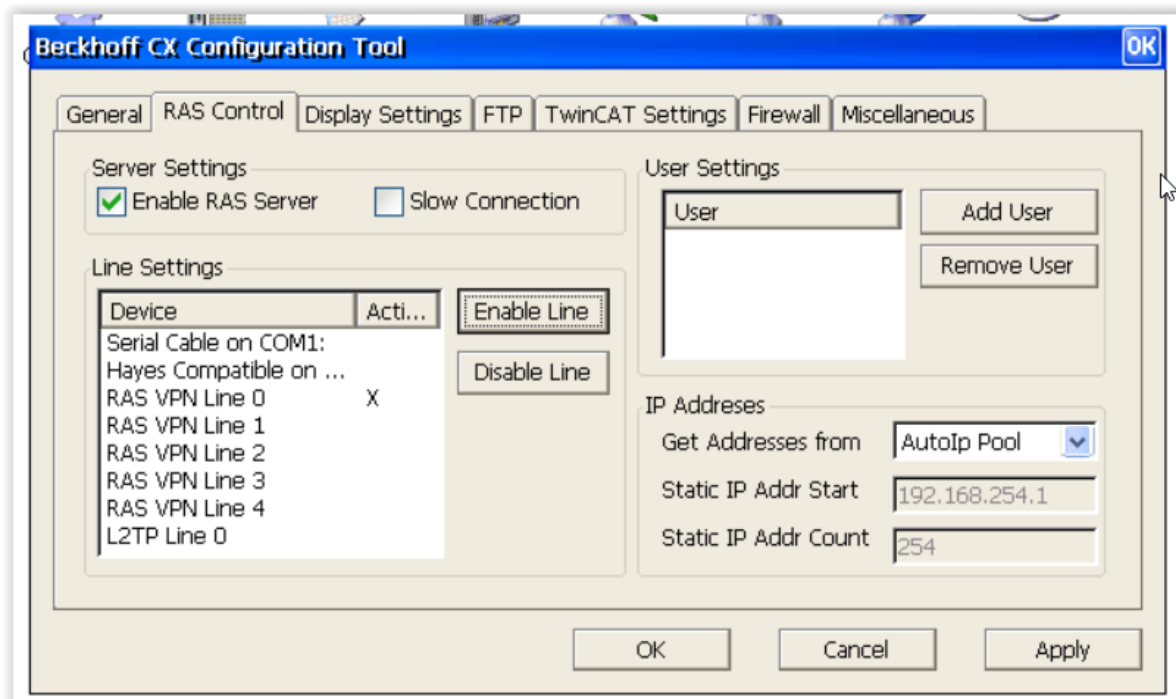 Beckhoff CX Configuration Tool OK
General RAS Control Display Settings FTP TwinCAT Settings Firewall Miscellaneous
Server Settings
Enable RAS Server Slow Connection
Line Settings
Device Acti...
Serial Cable on COM1:
Hayes Compatible on ...
RAS VPN Line 0 X
RAS VPN Line 1
RAS VPN Line 2
RAS VPN Line 3
RAS VPN Line 4
L2TP Line 0
Enable Line
Disable Line
User Settings
User
Add User
Remove User
IP Addreses
Get Addresses from AutoIp Pool
Static IP Addr Start 192.168.254.1
Static IP Addr Count 254
OK Cancel Apply